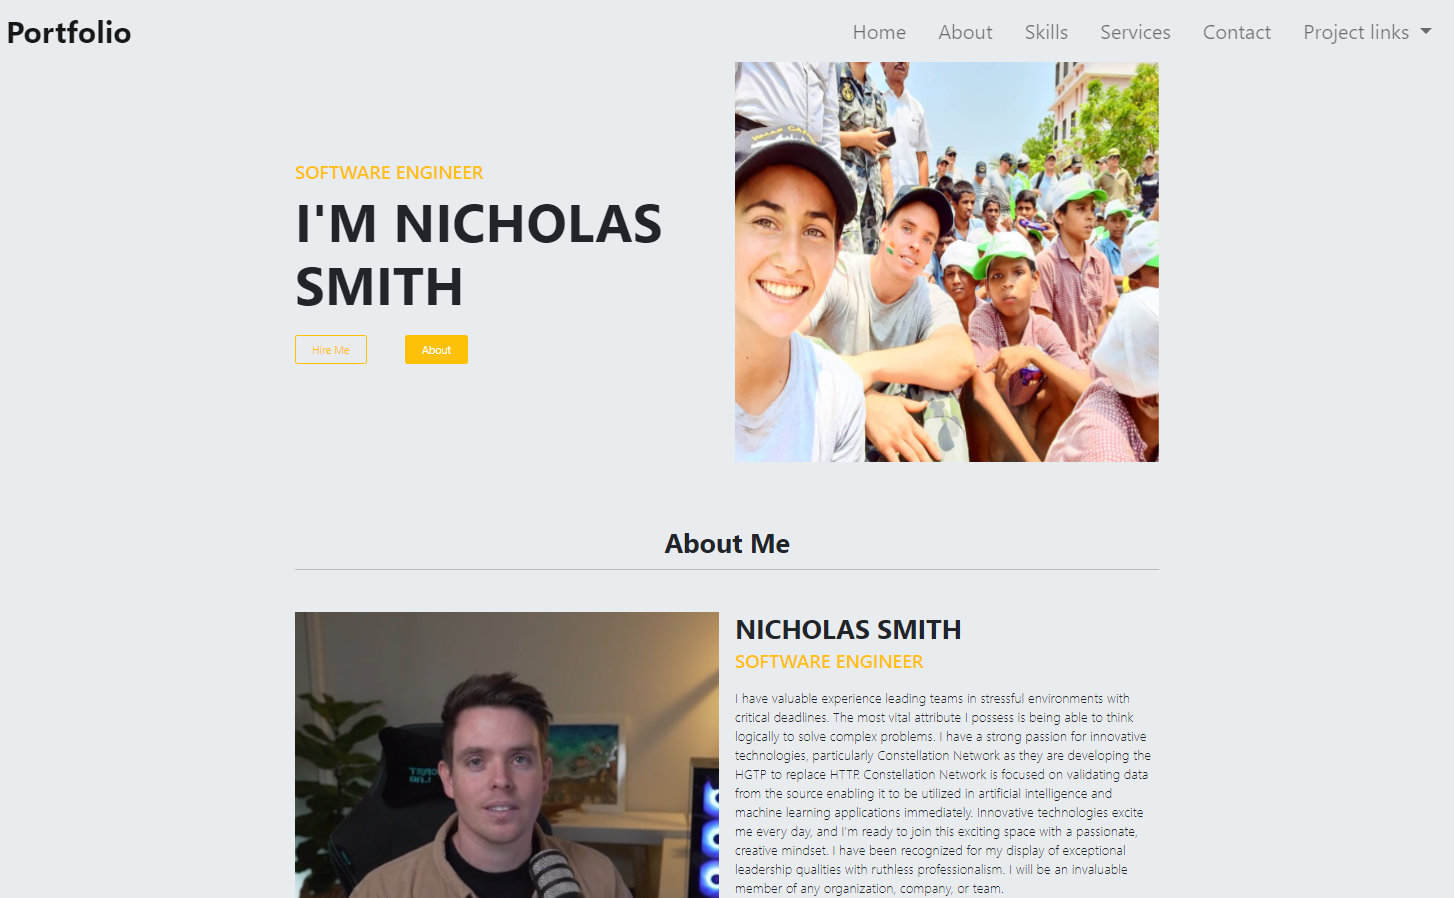 Portfolio
Home About Skills Services Contact Project links
SOFTWARE ENGINEER
I'M NICHOLAS
SMITH
Hire Me About
About Me
NICHOLAS SMITH
SOFTWARE ENGINEER
I have valuable experience leading teams in stressful environments with
critical deadlines. The most vital attribute I possess is being able to think
logically to solve complex problems. I have a strong passion for innovative
technologies, particularly Constellation Network as they are developing the
HGTP to replace HTTP. Constellation Network is focused on validating data
from the source enabling it to be utilized in artificial intelligence and
machine learning applications immediately. Innovative technologies excite
me every day, and I'm ready to join this exciting space with a passionate,
creative mindset. I have been recognized for my display of exceptional
leadership qualities with ruthless professionalism. I will be an invaluable
member of any organization, company, or team.